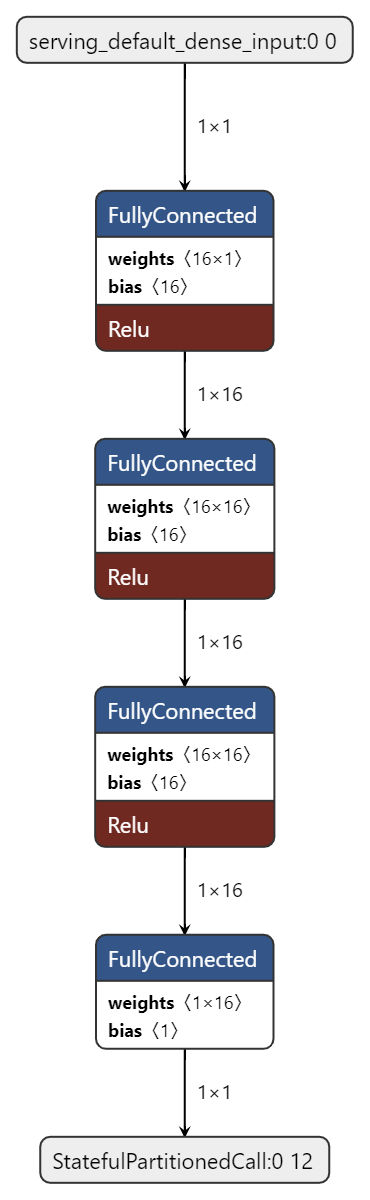 serving_default_dense_input:0 0
1×1
FullyConnected
weights〈16×1〉
bias〈16〉
Relu
1×16
FullyConnected
weights〈16×16〉
bias〈16〉
Relu
1×16
FullyConnected
weights〈16×16〉
bias〈16〉
Relu
1×16
FullyConnected
weights〈1×16〉
bias〈1〉
1×1
StatefulPartitionedCall:0 12